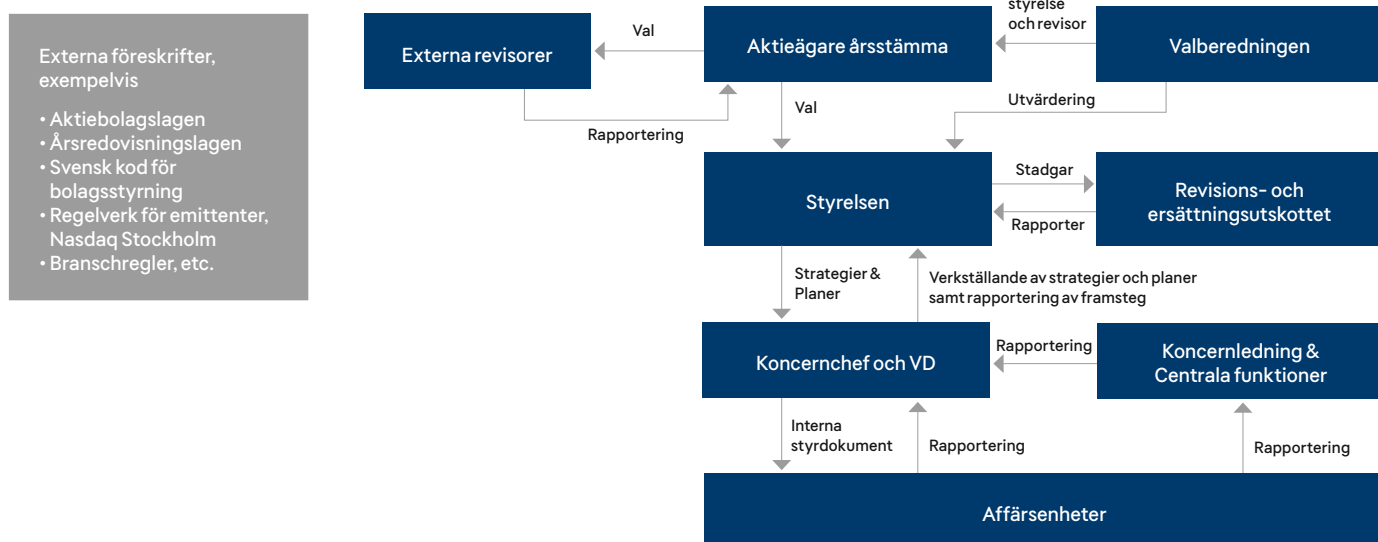 Externa föreskrifter,
exempelvis
• Aktiebolagslagen
• Årsredovisningslagen
• Svensk kod för
bolagsstyrning
• Regelverk för emittenter,
Nasdaq Stockholm
• Branschregler, etc.
Externa revisorer
Val
Aktieägare årsstämma
styrelse
och revisor
Valberedningen
Rapportering
Val
Utvärdering
Styrelsen
Stadgar
Rapporter
Revisions- och
ersättningsutskottet
Strategier &
Planer
Verkställande av strategier och planer
samt rapportering av framsteg
Koncernchef och VD
Rapportering
Koncernledning &
Centrala funktioner
Interna
styrdokument
Rapportering
Rapportering
Affärsenheter